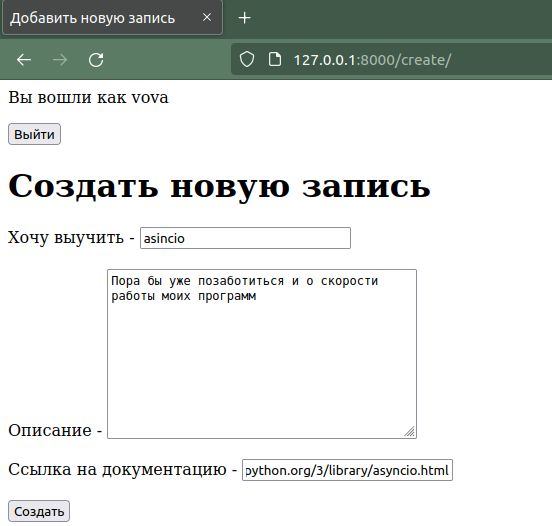 Добавить новую запись
127.0.0.1:8000/create/
Вы вошли как vova
Выйти
Создать новую запись
Хочу выучить - asincio
Пора бы уже позаботиться и о скорости
работы моих программ
Описание -
Ссылка на документацию - python.org/3/library/asyncio.html
Создать